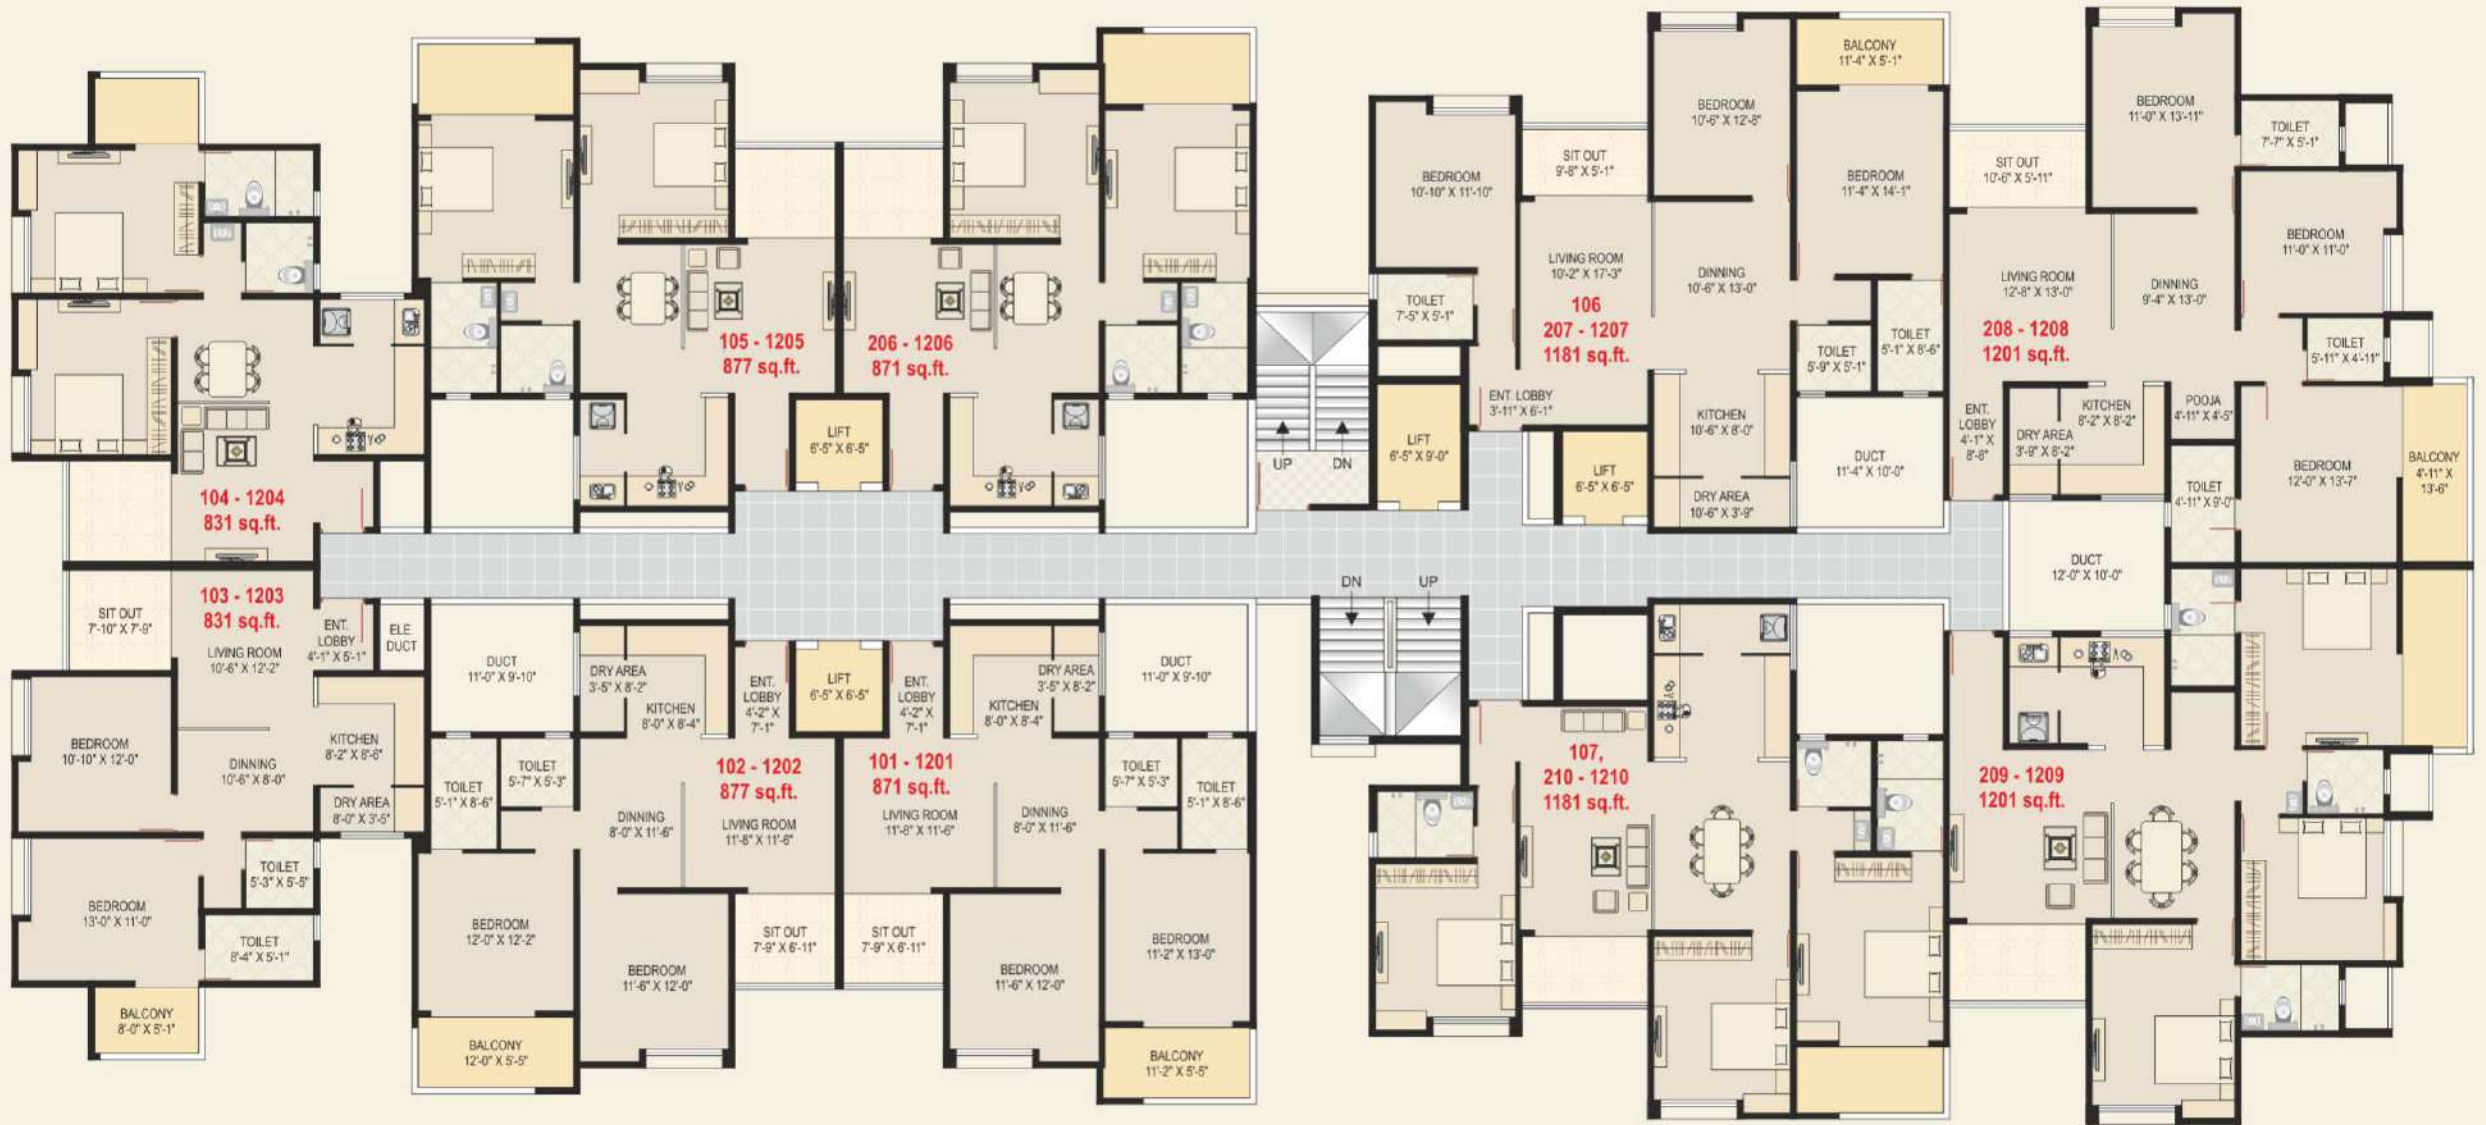 105 - 1205
877 sq.ft.
206 - 1206
871 sq.ft.
LIFT
6'-5" X 6'-5"
104 - 1204
831 sq.ft.
UP
DN
BEDROOM
10'-10" X 11'-10"
SIT OUT
9'-8" X 5'-1"
BEDROOM
10'-6" X 12'-8"
BALCONY
11'-4" X 5'-1"
BEDROOM
11'-4" X 14'-1"
LIVING ROOM
10'-2" X 17'-3"
106
207 - 1207
1181 sq.ft.
DINNING
10'-6" X 13'-0"
TOILET
7'-5" X 5'-1"
TOILET
5'-9" X 5'-1"
TOILET
5'-1" X 8'-6"
ENT. LOBBY
3'-11" X 6'-1"
KITCHEN
10'-6" X 8'-0"
LIFT
6'-5" X 9'-0"
LIFT
6'-5" X 6'-5"
DRY AREA
10'-6" X 3'-9"
DUCT
11'-4" X 10'-0"
SIT OUT
10'-6" X 5'-11"
BEDROOM
11'-0" X 13'-11"
TOILET
7'-7" X 5'-1"
BEDROOM
11'-0" X 11'-0"
LIVING ROOM
12'-8" X 13'-0"
DINNING
9'-4" X 13'-0"
208 - 1208
1201 sq.ft.
TOILET
5'-11" X 4'-11"
ENT.
LOBBY
4'-1" X
8'-8"
KITCHEN
8'-2" X 8'-2"
DRY AREA
3'-9" X 8'-2"
POOJA
4'-11" X 4'-5"
TOILET
4'-11" X 9'-0"
BEDROOM
12'-0" X 13'-7"
BALCONY
4'-11" X
13'-6"
DUCT
12'-0" X 10'-0"
103 - 1203
831 sq.ft.
SIT OUT
7'-10" X 7'-9"
LIVING ROOM
10'-6" X 12'-2"
ENT.
LOBBY
4'-1" X 5'-1"
ELE.
DUCT
BEDROOM
10'-10" X 12'-0"
DINNING
10'-6" X 8'-0"
KITCHEN
8'-2" X 8'-6"
DRY AREA
8'-0" X 3'-5"
BEDROOM
13'-0" X 11'-0"
TOILET
5'-3" X 5'-5"
TOILET
8'-4" X 5'-1"
BALCONY
8'-0" X 5'-1"
DUCT
11'-0" X 9'-10"
DRY AREA
3'-5" X 8'-2"
KITCHEN
8'-0" X 8'-4"
ENT.
LOBBY
4'-2" X
7'-1"
LIFT
6'-5" X 6'-5"
TOILET
5'-1" X 8'-6"
TOILET
5'-7" X 5'-3"
102 - 1202
877 sq.ft.
DINNING
8'-0" X 11'-6"
LIVING ROOM
11'-8" X 11'-6"
BEDROOM
12'-0" X 12'-2"
BEDROOM
11'-6" X 12'-0"
SIT OUT
7'-9" X 6'-11"
BALCONY
12'-0" X 5'-5"
ENT.
LOBBY
4'-2" X
7'-1"
KITCHEN
8'-0" X 8'-4"
DRY AREA
3'-5" X 8'-2"
DUCT
11'-0" X 9'-10"
101 - 1201
871 sq.ft.
LIVING ROOM
11'-8" X 11'-6"
DINNING
8'-0" X 11'-6"
TOILET
5'-7" X 5'-3"
TOILET
5'-1" X 8'-6"
SIT OUT
7'-9" X 6'-11"
BEDROOM
11'-6" X 12'-0"
BEDROOM
11'-2" X 13'-0"
BALCONY
11'-2" X 5'-5"
DN
UP
107,
210 - 1210
1181 sq.ft.
209 - 1209
1201 sq.ft.